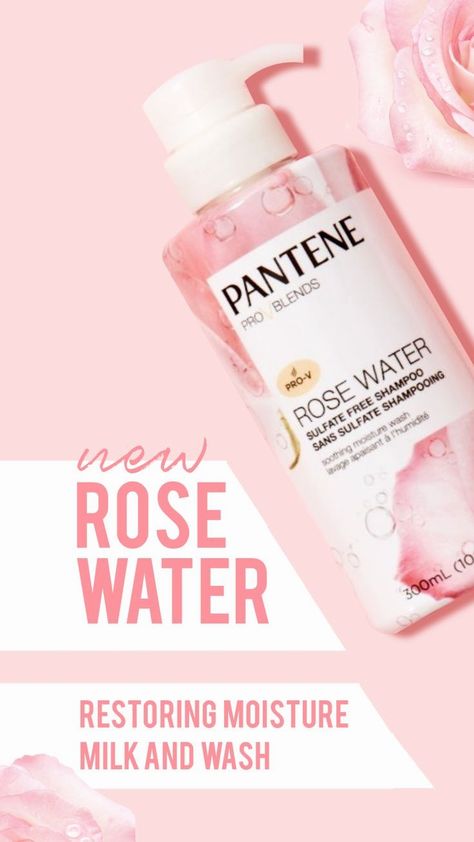 PANTENE
PRO V BLENDS
PRO-V
ROSE WATER
SULFATE FREE SHAMPOO
SANS SULFATE SHAMPOOING
soothing moisture wash
lavage apaisant à l'humidité
300mL (10
new
ROSE
WATER
RESTORING MOISTURE
MILK AND WASH